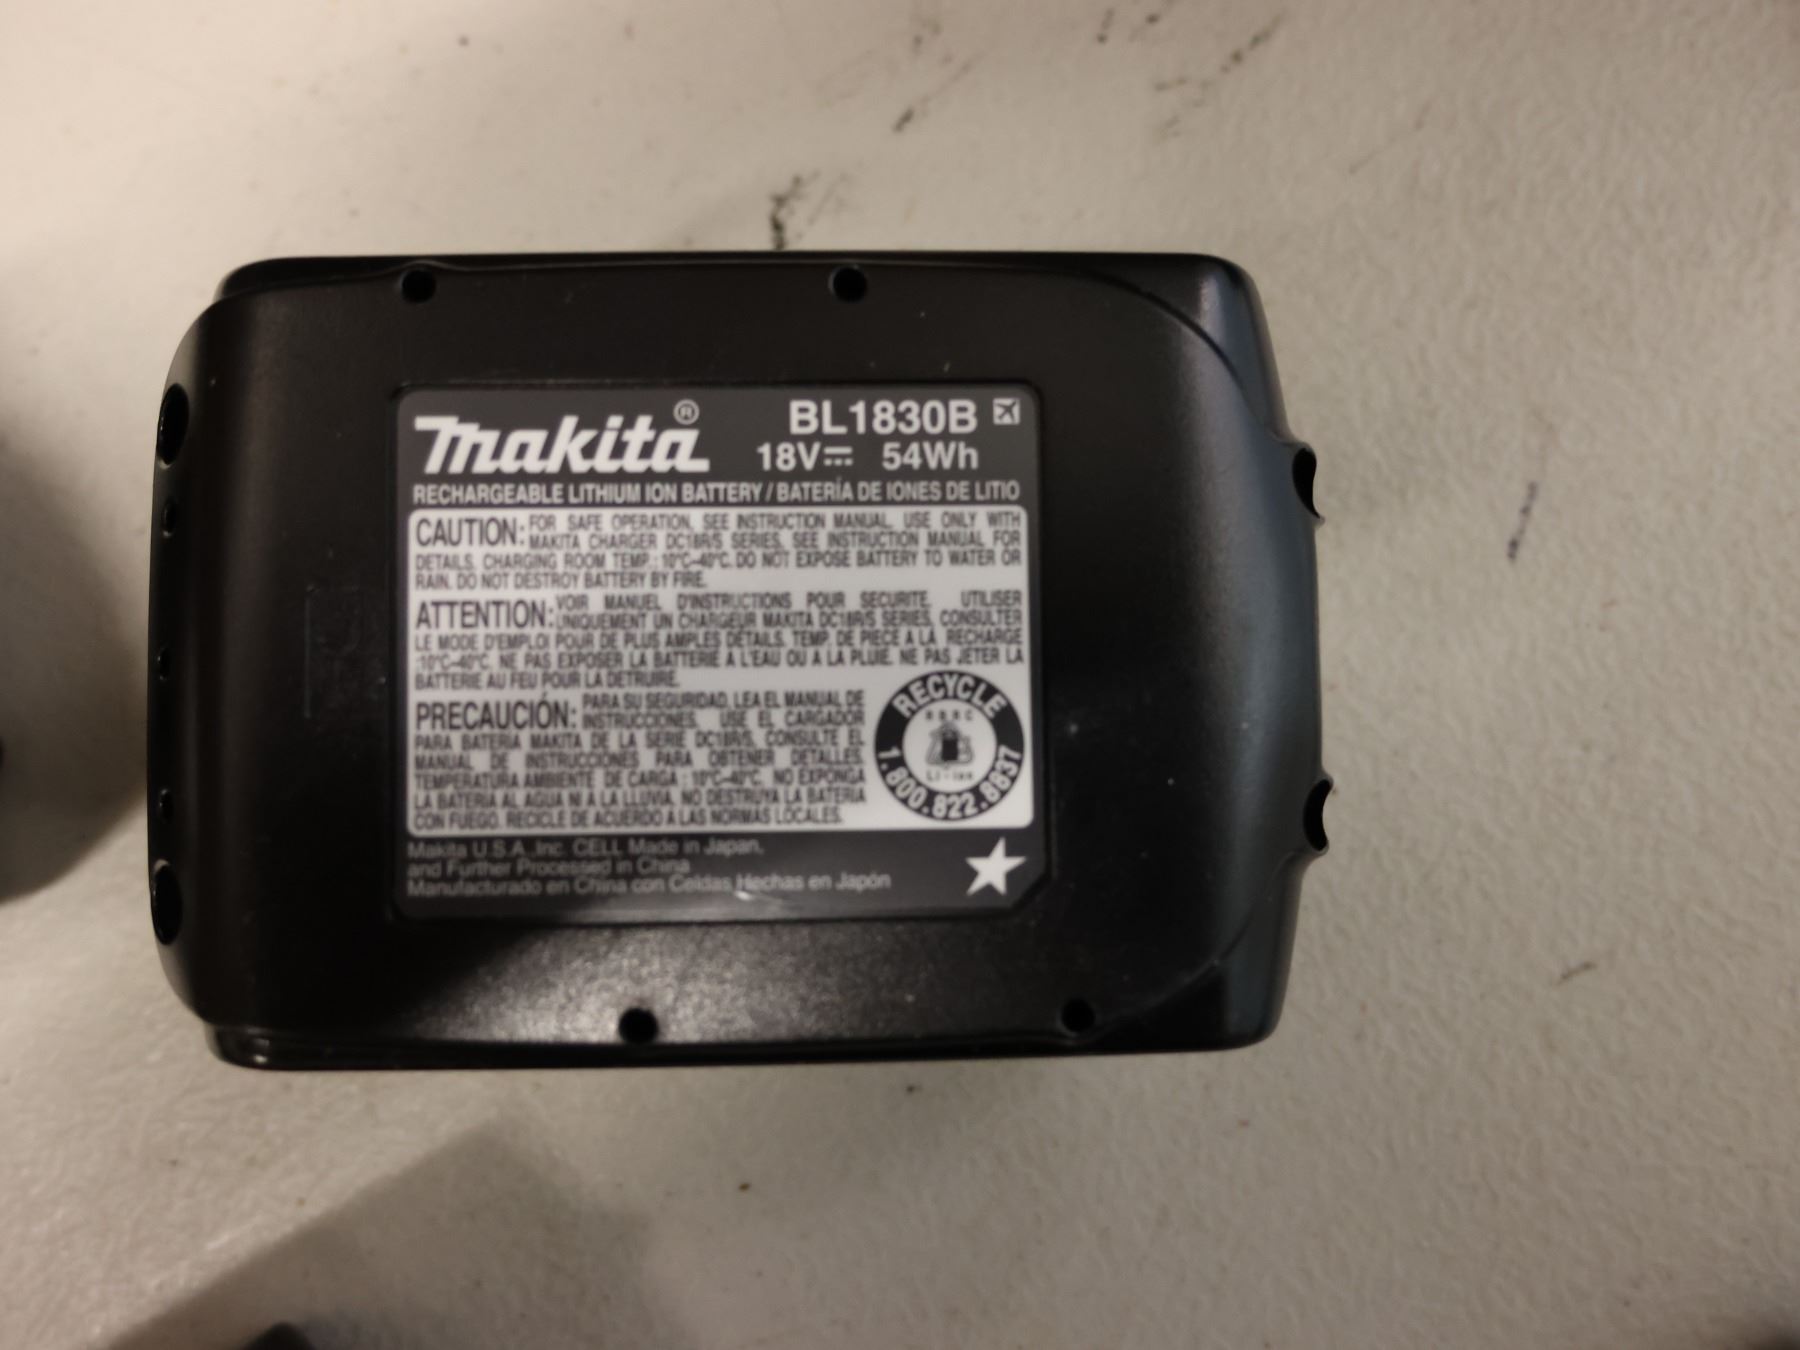 makita®
BL1830B
18V 54Wh
RECHARGEABLE LITHIUM ION BATTERY / BATERÍA DE IONES DE LITIO
CAUTION: FOR SAFE OPERATION, SEE INSTRUCTION MANUAL. USE ONLY WITH
MAKITA CHARGER DC18R/S SERIES. SEE INSTRUCTION MANUAL FOR
DETAILS. CHARGING ROOM TEMP.: 10°C–40°C. DO NOT EXPOSE BATTERY TO WATER OR
RAIN. DO NOT DESTROY BATTERY BY FIRE.
ATTENTION: VOIR MANUEL D'INSTRUCTIONS POUR SECURITE. UTILISER
UNIQUEMENT UN CHARGEUR MAKITA DC18R/S SERIES, CONSULTER
LE MODE D'EMPLOI POUR DE PLUS AMPLES DETAILS. TEMP. DE PIECE A LA RECHARGE
:10°C–40°C. NE PAS EXPOSER LA BATTERIE A L'EAU OU A LA PLUIE. NE PAS JETER LA
BATTERIE AU FEU POUR LA DETRUIRE.
PRECAUCIÓN: PARA SU SEGURIDAD, LEA EL MANUAL DE
INSTRUCCIONES. USE EL CARGADOR
PARA BATERIA MAKITA DE LA SERIE DC18R/S. CONSULTE EL
MANUAL DE INSTRUCCIONES PARA OBTENER DETALLES.
TEMPERATURA AMBIENTE DE CARGA : 10°C–40°C. NO EXPONGA
LA BATERIA AL AGUA NI A LA LLUVIA. NO DESTRUYA LA BATERIA
CON FUEGO. RECICLE DE ACUERDO A LAS NORMAS LOCALES.
RECYCLE
RBRC
Li-ion
1.800.822.8837
Makita U.S.A., Inc. CELL Made in Japan,
and Further Processed in China
Manufacturado en China con Celdas Hechas en Japón